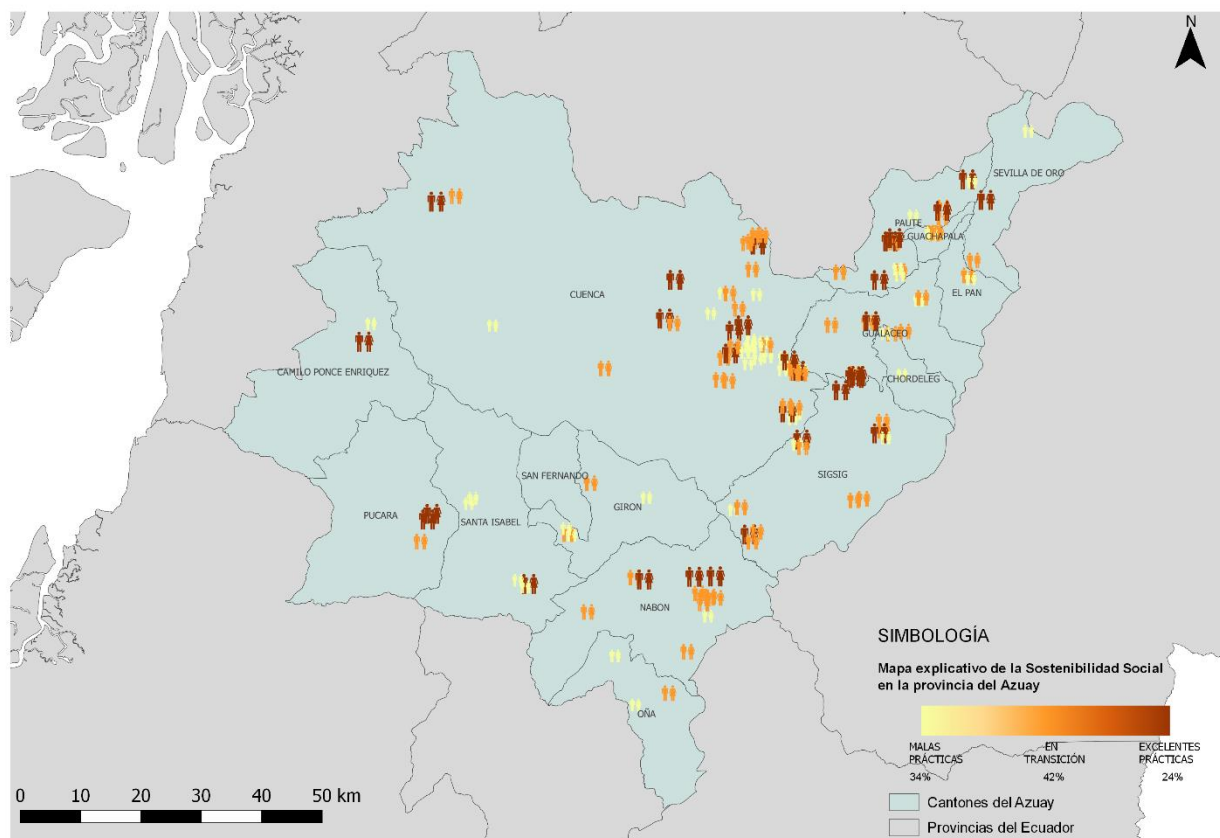 N
SEVILLA DE ORO
PAUTE
GUACHAPALA
CUENCA
EL PAN
GUALACEO
CAMILO PONCE ENRIQUEZ
CHORDELEG
SAN FERNANDO
SIGSIG
GIRON
PUCARA
SANTA ISABEL
NABON
OÑA
SIMBOLOGÍA
Mapa explicativo de la Sostenibilidad Social
en la provincia del Azuay
MALAS PRÁCTICAS
34%
EN TRANSICIÓN
42%
EXCELENTES PRÁCTICAS
24%
Cantones del Azuay
Provincias del Ecuador
0 10 20 30 40 50 km